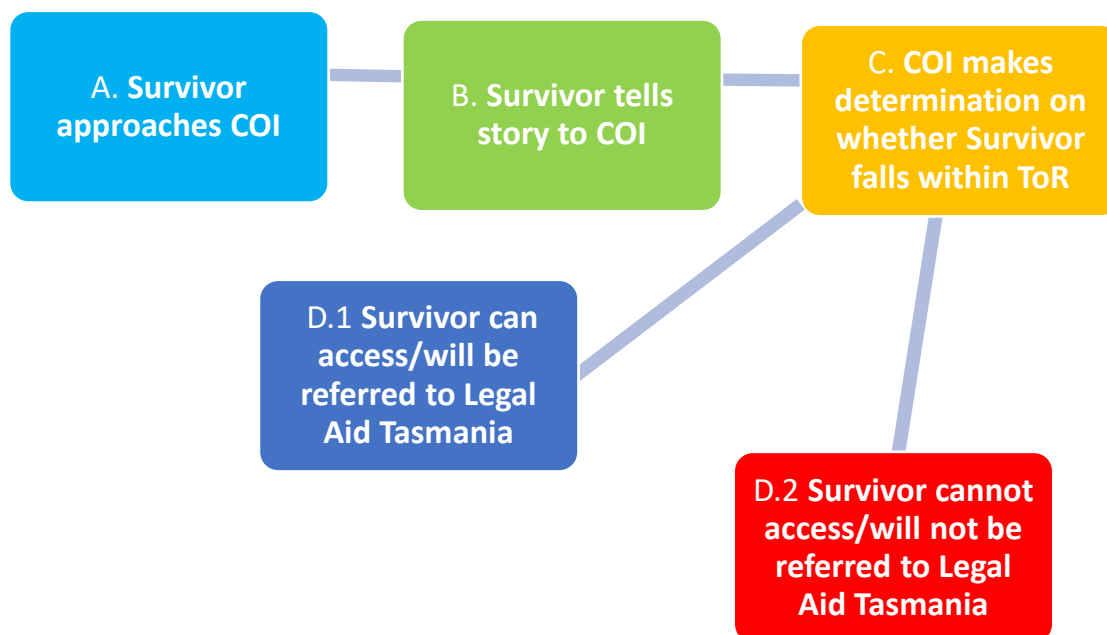 A. Survivor
approaches COI
B. Survivor tells
story to COI
C. COI makes
determination on
whether Survivor
falls within ToR
D.1 Survivor can
access/will be
referred to Legal
Aid Tasmania
D.2 Survivor cannot
access/will not be
referred to Legal
Aid Tasmania